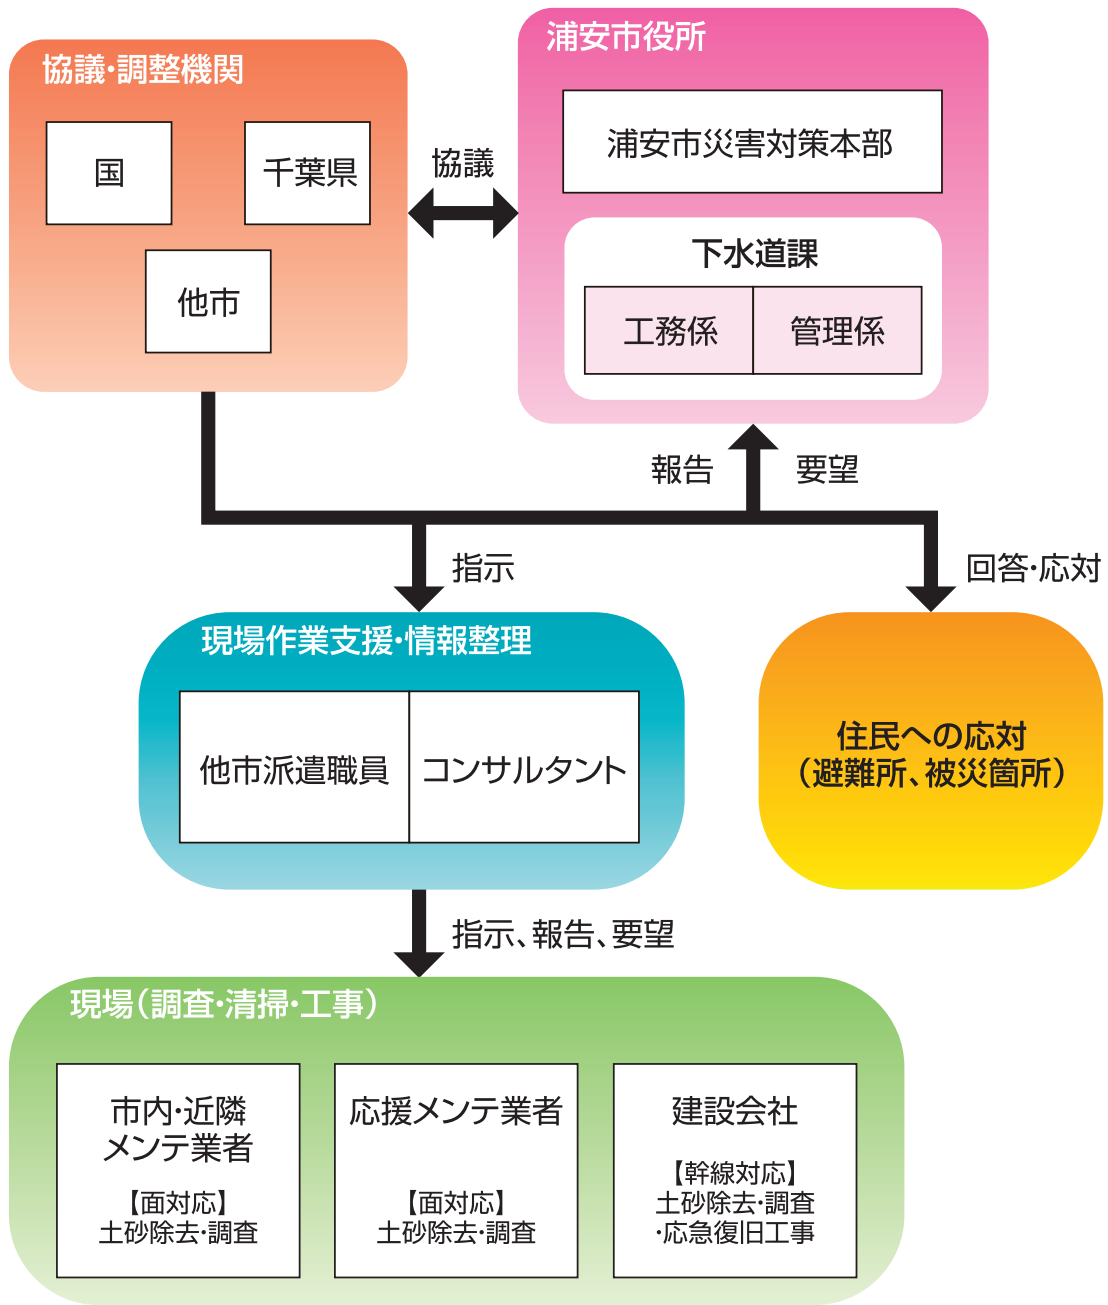 協議・調整機関
国
千葉県
他市
協議
浦安市役所
浦安市災害対策本部
下水道課
工務係
管理係
報告
要望
指示
回答・応対
現場作業支援・情報整理
他市派遣職員
コンサルタント
住民への応対
（避難所、被災箇所）
指示、報告、要望
現場（調査・清掃・工事）
市内・近隣
メンテ業者
【面対応】
土砂除去・調査
応援メンテ業者
【面対応】
土砂除去・調査
建設会社
【幹線対応】
土砂除去・調査
・応急復旧工事